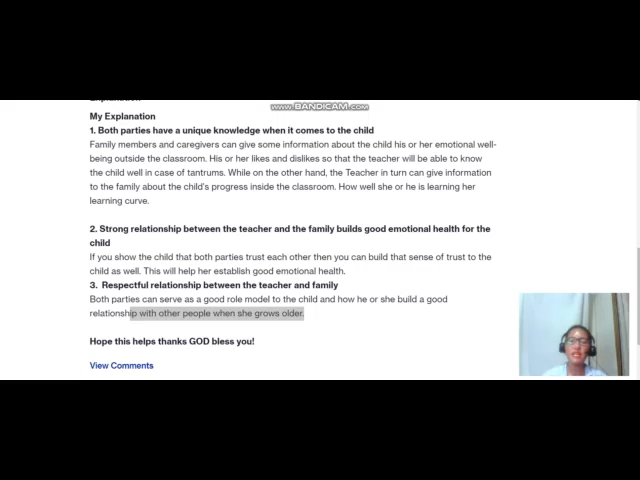 www.BANDICAM.com
My Explanation
1. Both parties have a unique knowledge when it comes to the child
Family members and caregivers can give some information about the child his or her emotional well-
being outside the classroom. His or her likes and dislikes so that the teacher will be able to know
the child well in case of tantrums. While on the other hand, the Teacher in turn can give information
to the family about the child's progress inside the classroom. How well she or he is learning her
learning curve.
2. Strong relationship between the teacher and the family builds good emotional health for the
child
If you show the child that both parties trust each other then you can build that sense of trust to the
child as well. This will help her establish good emotional health.
3. Respectful relationship between the teacher and family
Both parties can serve as a good role model to the child and how he or she build a good
relationship with other people when she grows older.
Hope this helps thanks GOD bless you!
View Comments